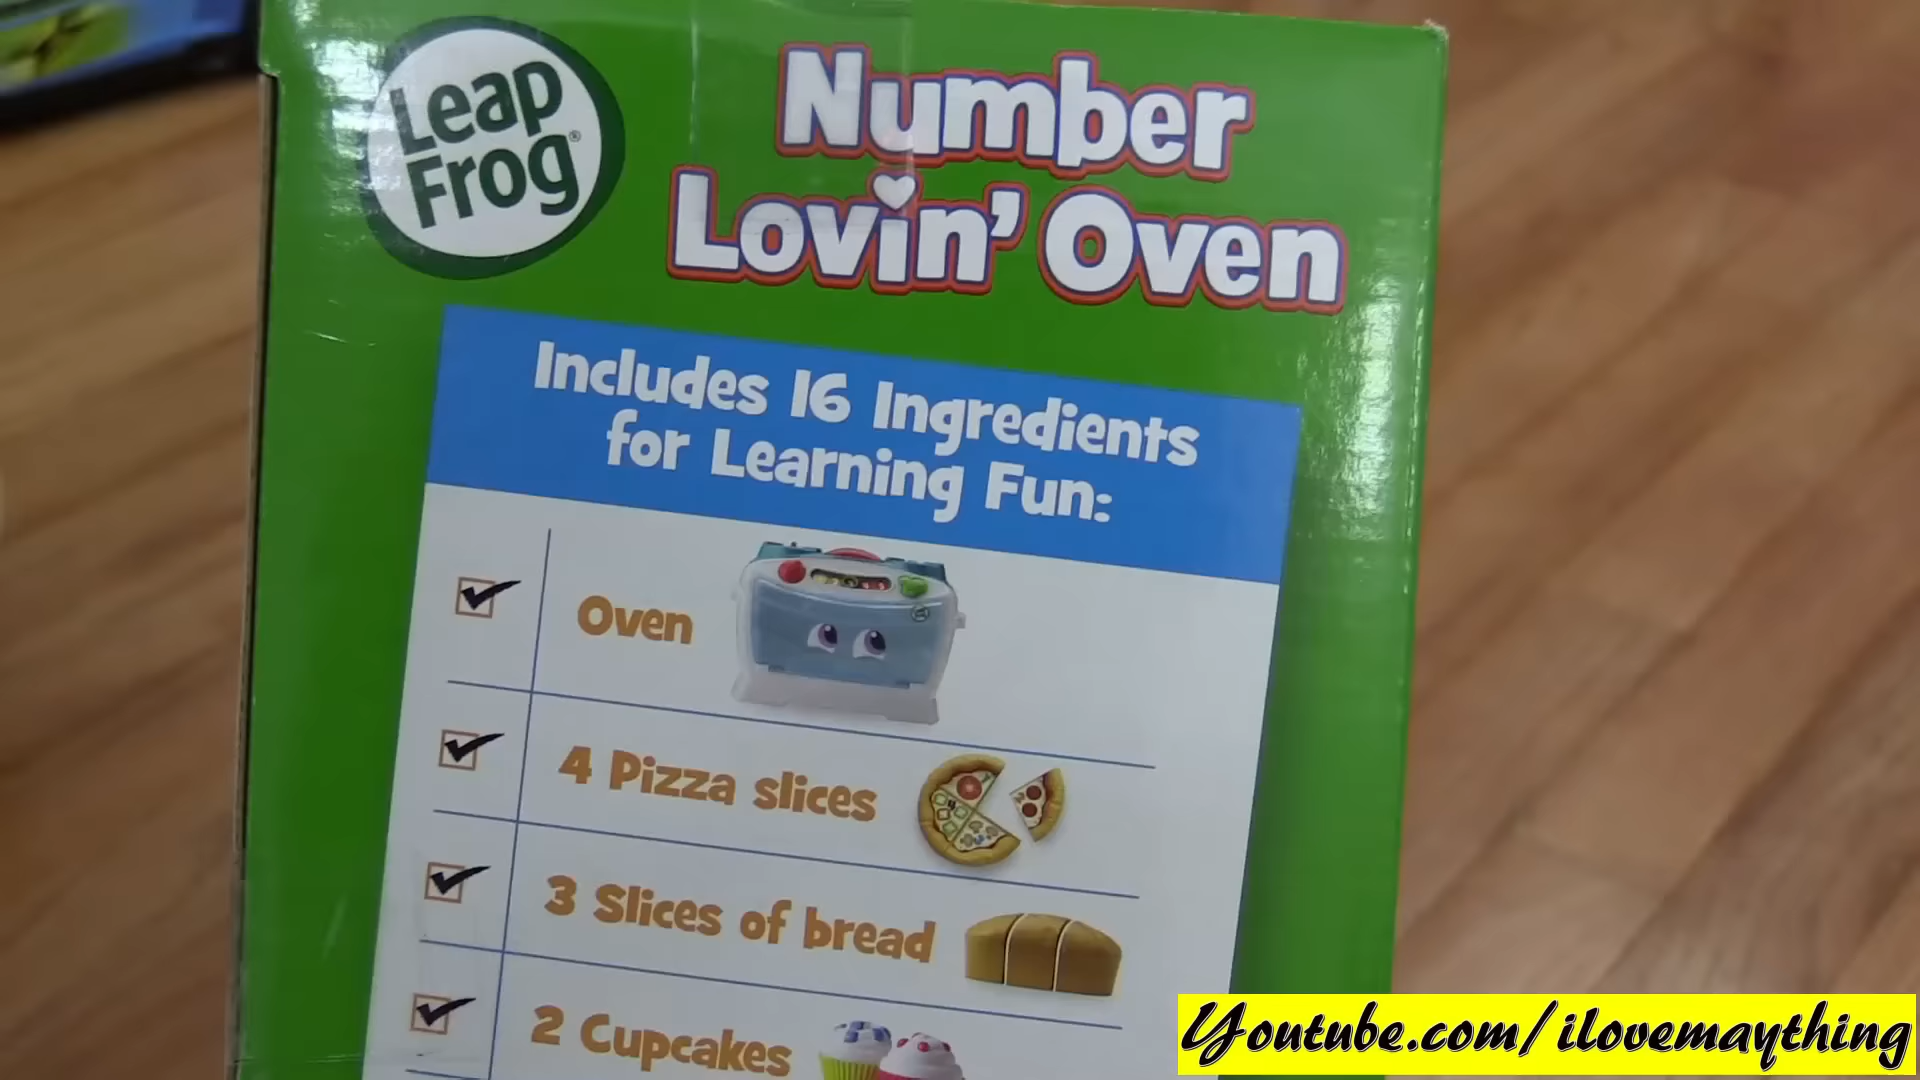 Leap
Frog®
Number
Lovin' Oven
Includes 16 Ingredients
for Learning Fun:
Oven
4 Pizza slices
3 Slices of bread
2 Cupcakes
Youtube.com/ilovemaything